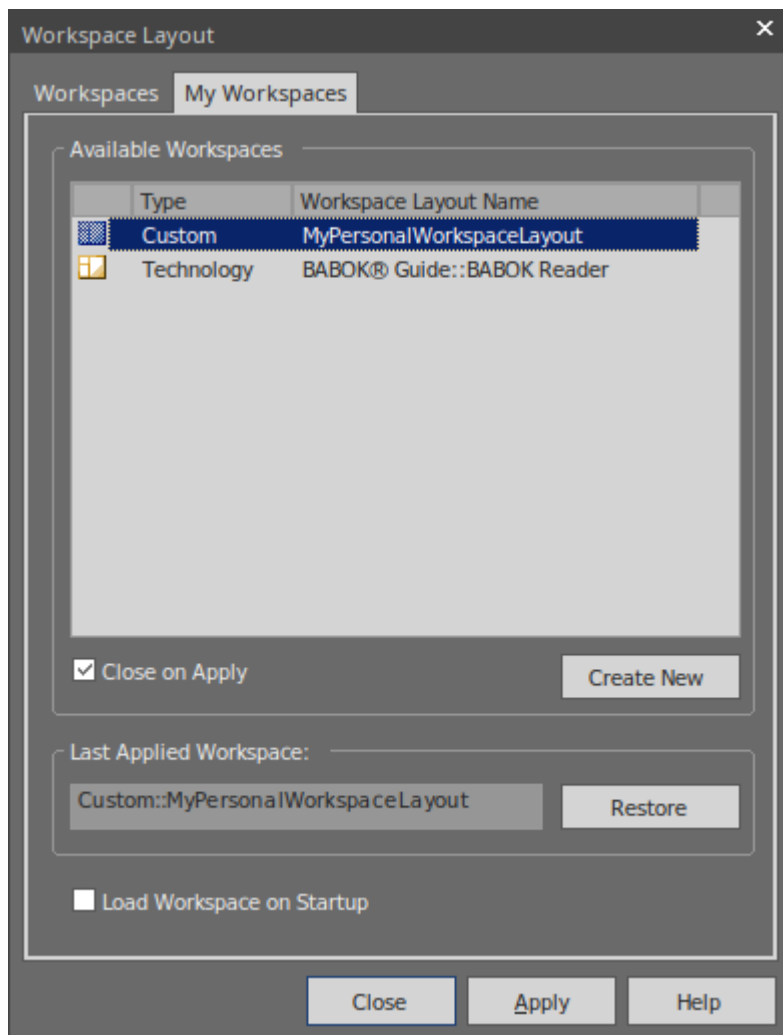 Workspace Layout
Workspaces My Workspaces
Available Workspaces
Type Workspace Layout Name
Custom MyPersonalWorkspaceLayout
Technology BABOK® Guide::BABOK Reader
Close on Apply
Create New
Last Applied Workspace:
Custom::MyPersonalWorkspaceLayout
Restore
Load Workspace on Startup
Close Apply Help